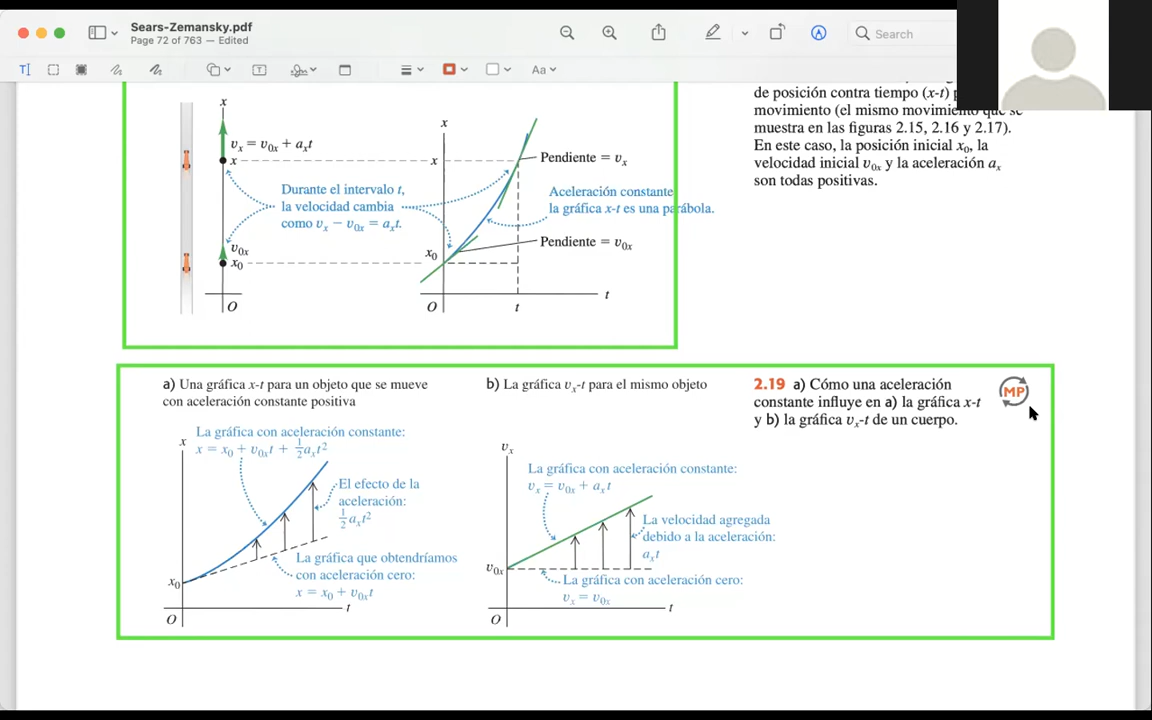 Sears-Zemansky.pdf
Page 72 of 763 — Edited
Search
Aa
x
vₓ = v₀ₓ + aₓt
x
Durante el intervalo t,
la velocidad cambia
como vₓ − v₀ₓ = aₓt.
v₀ₓ
x₀
O
x
x
Pendiente = vₓ
Aceleración constante
la gráfica x-t es una parábola.
Pendiente = v₀ₓ
x₀
O
t
t
de posición contra tiempo (x-t)
movimiento (el mismo movimiento que se
muestra en las figuras 2.15, 2.16 y 2.17).
En este caso, la posición inicial x₀, la
velocidad inicial v₀ₓ y la aceleración aₓ
son todas positivas.
a) Una gráfica x-t para un objeto que se mueve
con aceleración constante positiva
La gráfica con aceleración constante:
x = x₀ + v₀ₓt + ½aₓt²
x
El efecto de la
aceleración:
½aₓt²
La gráfica que obtendríamos
con aceleración cero:
x = x₀ + v₀ₓt
x₀
O
t
b) La gráfica vₓ-t para el mismo objeto
vₓ
La gráfica con aceleración constante:
vₓ = v₀ₓ + aₓt
La velocidad agregada
debido a la aceleración:
aₓt
v₀ₓ
La gráfica con aceleración cero:
vₓ = v₀ₓ
O
t
2.19 a) Cómo una aceleración
constante influye en a) la gráfica x-t
y b) la gráfica vₓ-t de un cuerpo.
MP